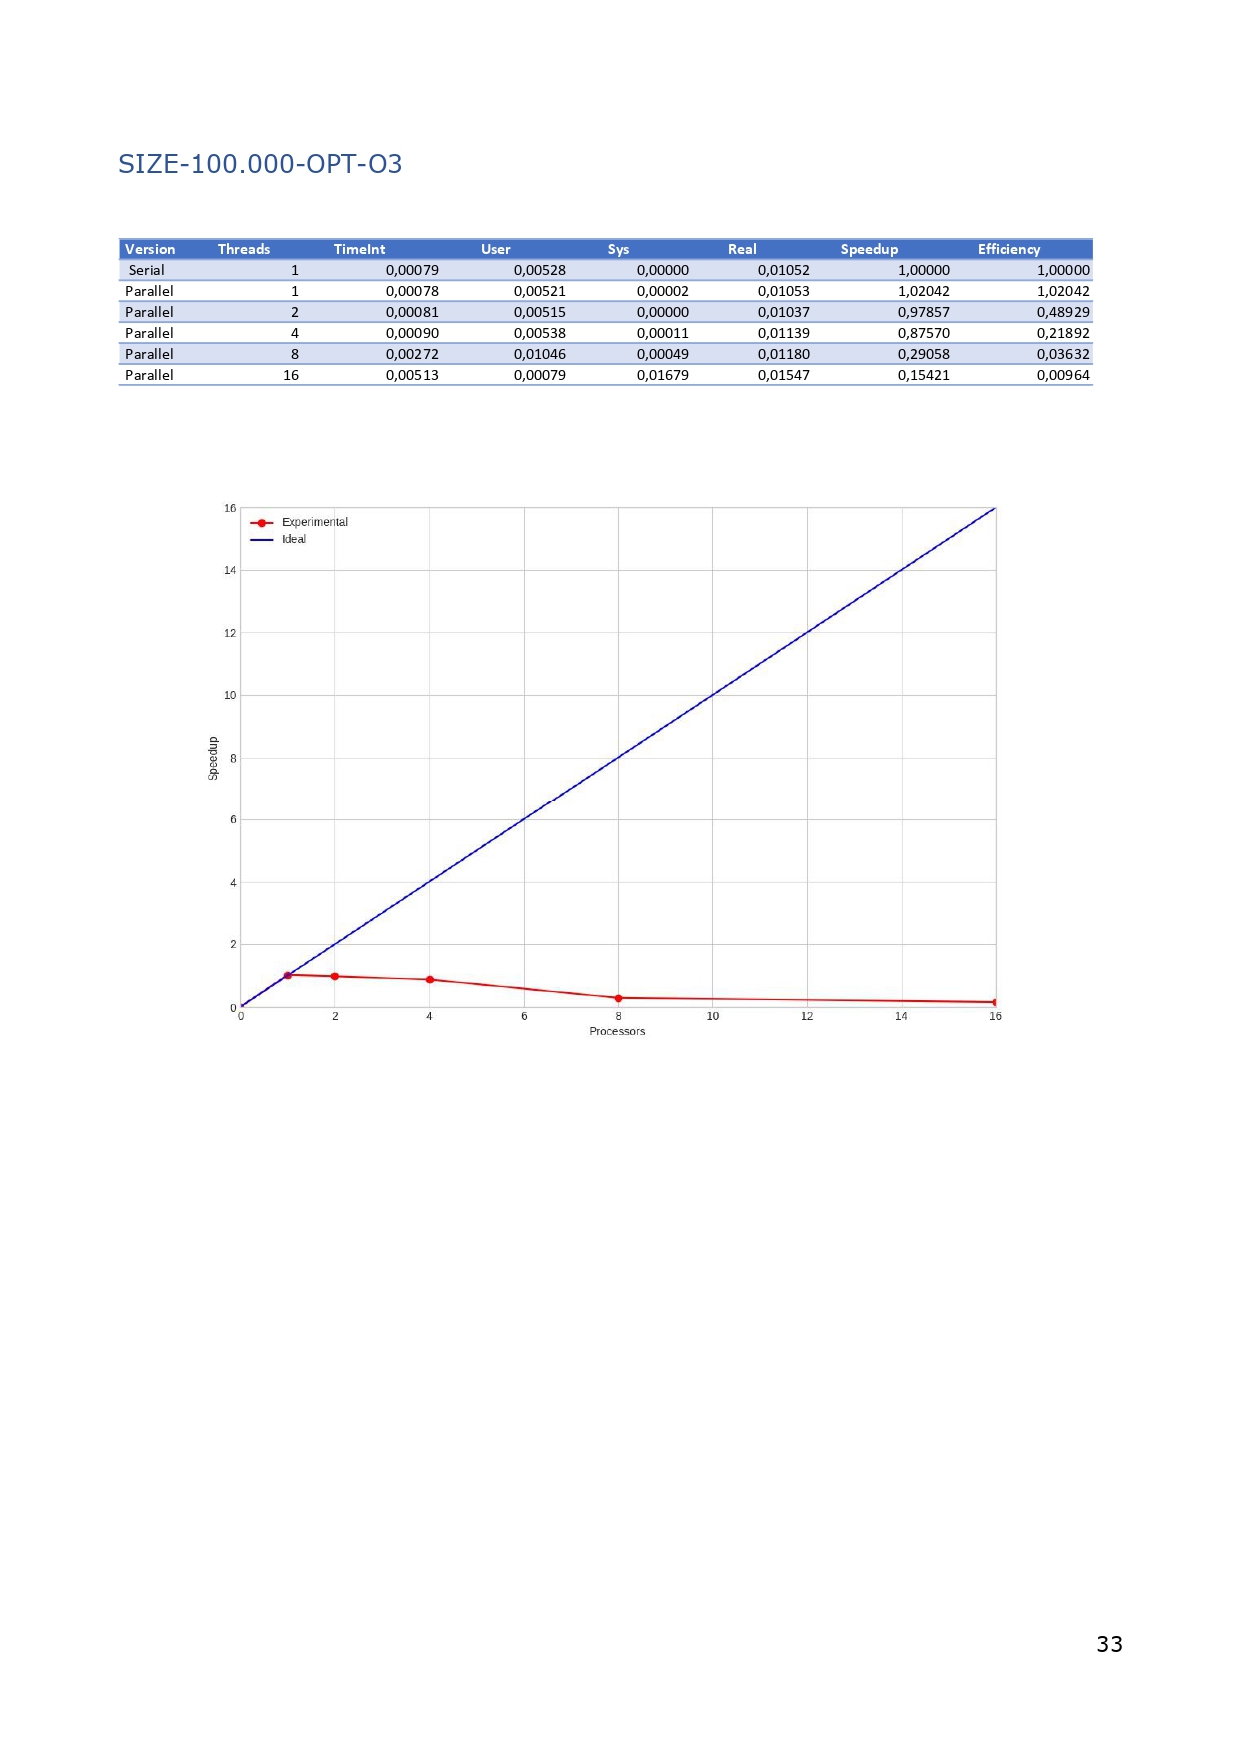 SIZE-100.000-OPT-O3
Version Threads TimeInt User Sys Real Speedup Efficiency
Serial 1 0,00079 0,00528 0,00000 0,01052 1,00000 1,00000
Parallel 1 0,00078 0,00521 0,00002 0,01053 1,02042 1,02042
Parallel 2 0,00081 0,00515 0,00000 0,01037 0,97857 0,48929
Parallel 4 0,00090 0,00538 0,00011 0,01139 0,87570 0,21892
Parallel 8 0,00272 0,01046 0,00049 0,01180 0,29058 0,03632
Parallel 16 0,00513 0,00079 0,01679 0,01547 0,15421 0,00964
Experimental
Ideal
16
14
12
10
8
6
4
2
0
Speedup
0 2 4 6 8 10 12 14 16
Processors
33